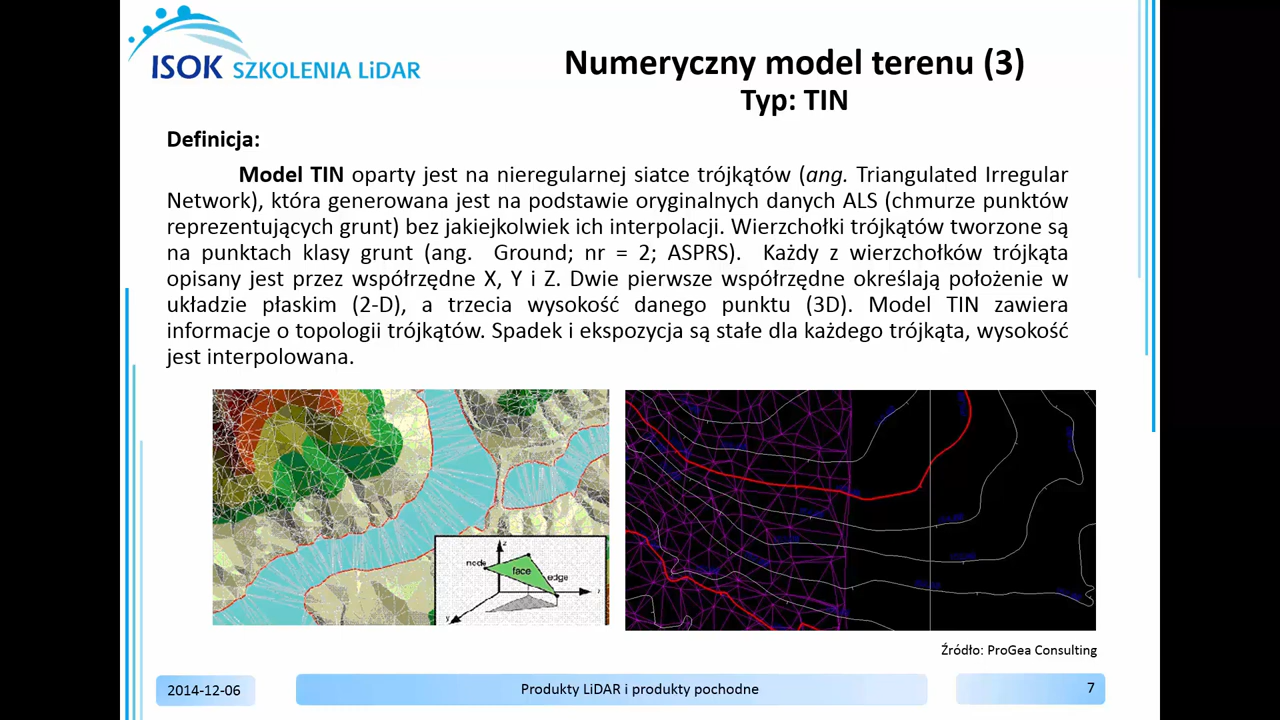 ISOK SZKOLENIA LiDAR
Numeryczny model terenu (3)
Typ: TIN
Definicja:
Model TIN oparty jest na nieregularnej siatce trójkątów (ang. Triangulated Irregular
Network), która generowana jest na podstawie oryginalnych danych ALS (chmurze punktów
reprezentujących grunt) bez jakiejkolwiek ich interpolacji. Wierzchołki trójkątów tworzone są
na punktach klasy grunt (ang. Ground; nr = 2; ASPRS). Każdy z wierzchołków trójkąta
opisany jest przez współrzędne X, Y i Z. Dwie pierwsze współrzędne określają położenie w
układzie płaskim (2-D), a trzecia wysokość danego punktu (3D). Model TIN zawiera
informacje o topologii trójkątów. Spadek i ekspozycja są stałe dla każdego trójkąta, wysokość
jest interpolowana.
z
node
face
edge
y
Źródło: ProGea Consulting
2014-12-06
Produkty LiDAR i produkty pochodne
7